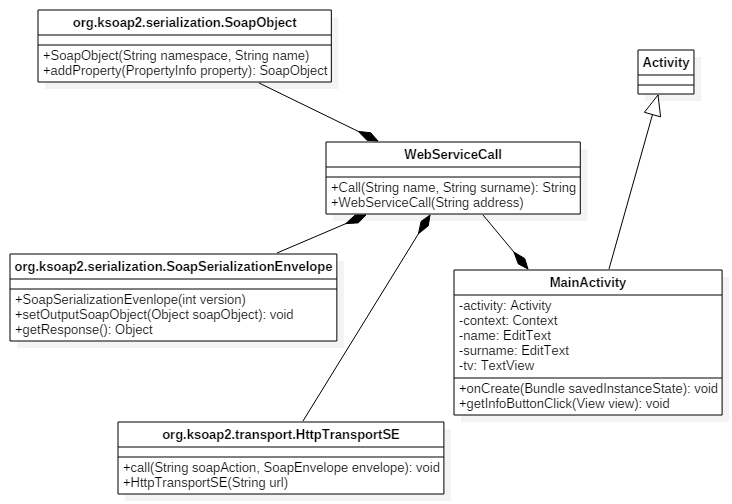 org.ksoap2.serialization.SoapObject
+SoapObject(String namespace, String name)
+addProperty(PropertyInfo property): SoapObject
Activity
WebServiceCall
+Call(String name, String surname): String
+WebServiceCall(String address)
org.ksoap2.serialization.SoapSerializationEnvelope
+SoapSerializationEvenlope(int version)
+setOutputSoapObject(Object soapObject): void
+getResponse(): Object
MainActivity
-activity: Activity
-context: Context
-name: EditText
-surname: EditText
-tv: TextView
+onCreate(Bundle savedInstanceState): void
+getInfoButtonClick(View view): void
org.ksoap2.transport.HttpTransportSE
+call(String soapAction, SoapEnvelope envelope): void
+HttpTransportSE(String url)